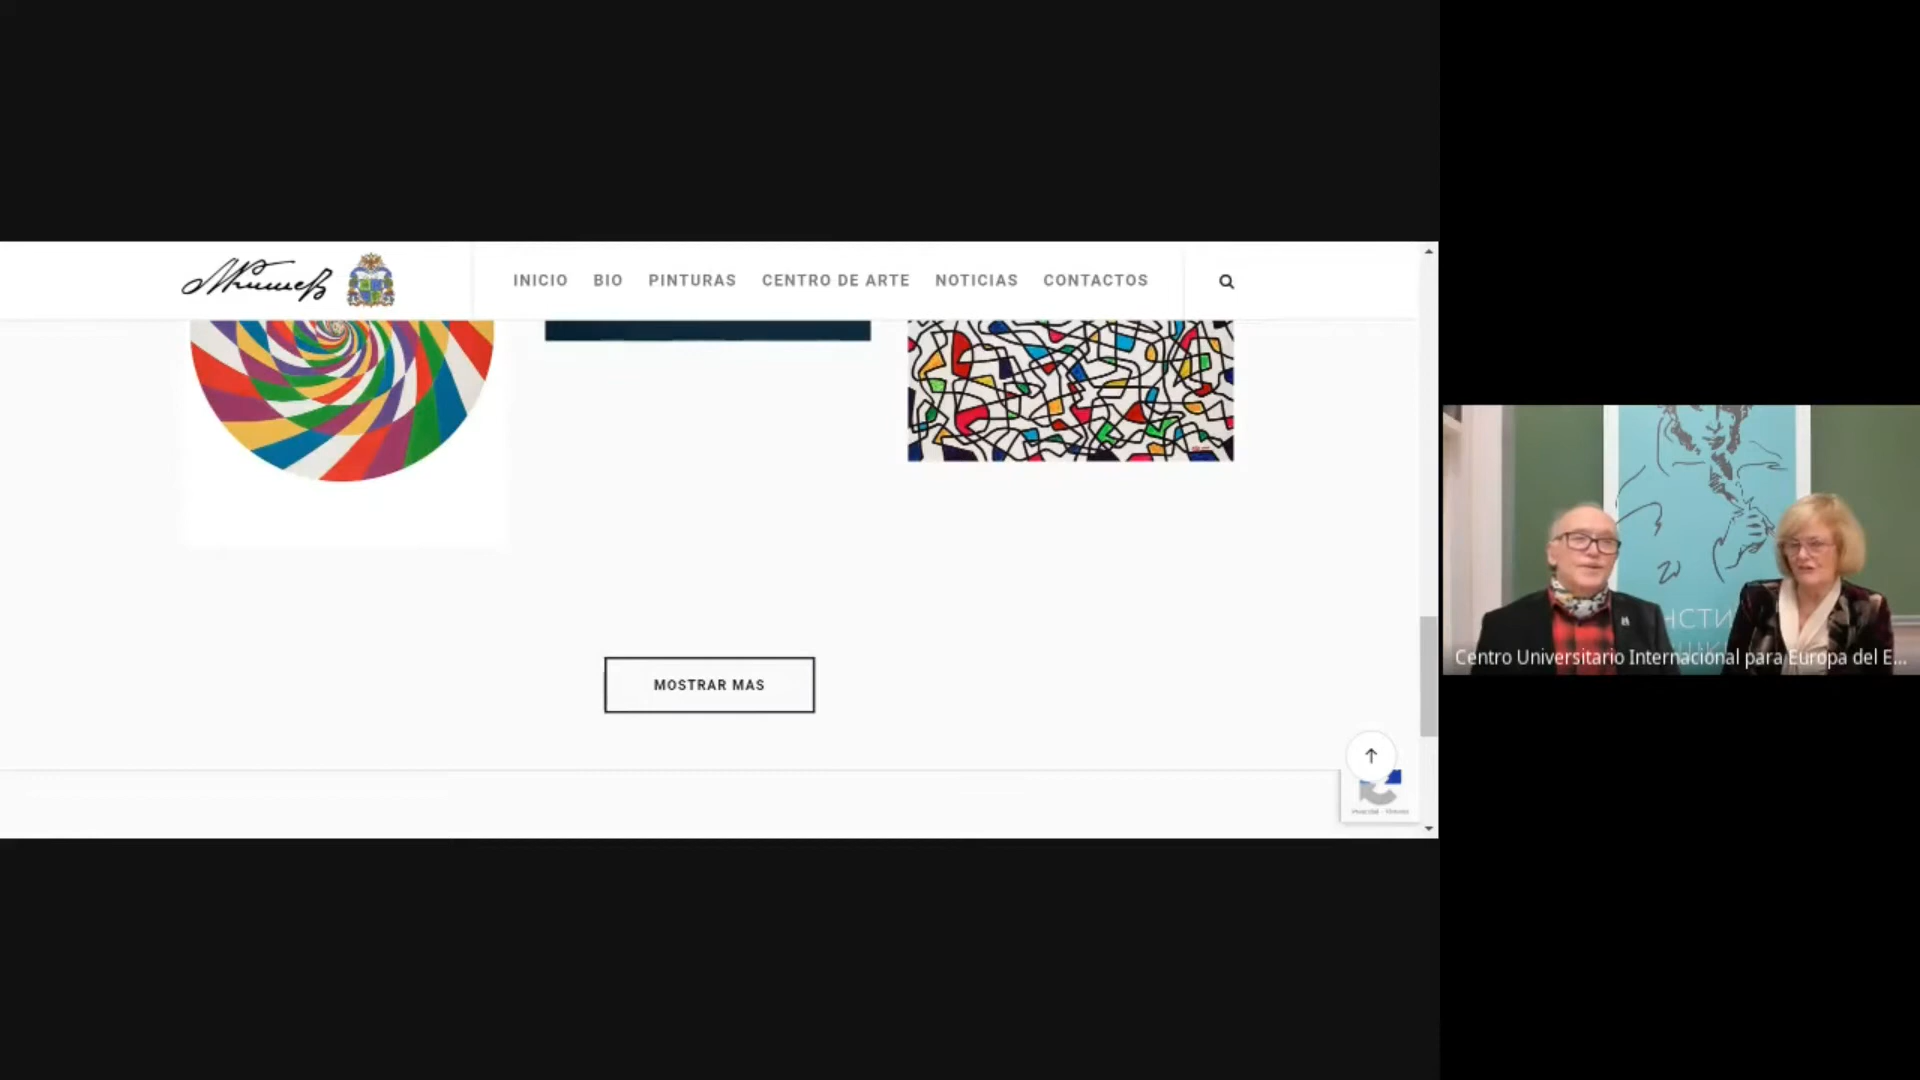 INICIO BIO PINTURAS CENTRO DE ARTE NOTICIAS CONTACTOS
MOSTRAR MAS
Centro Universitario Internacional para Europa del E...